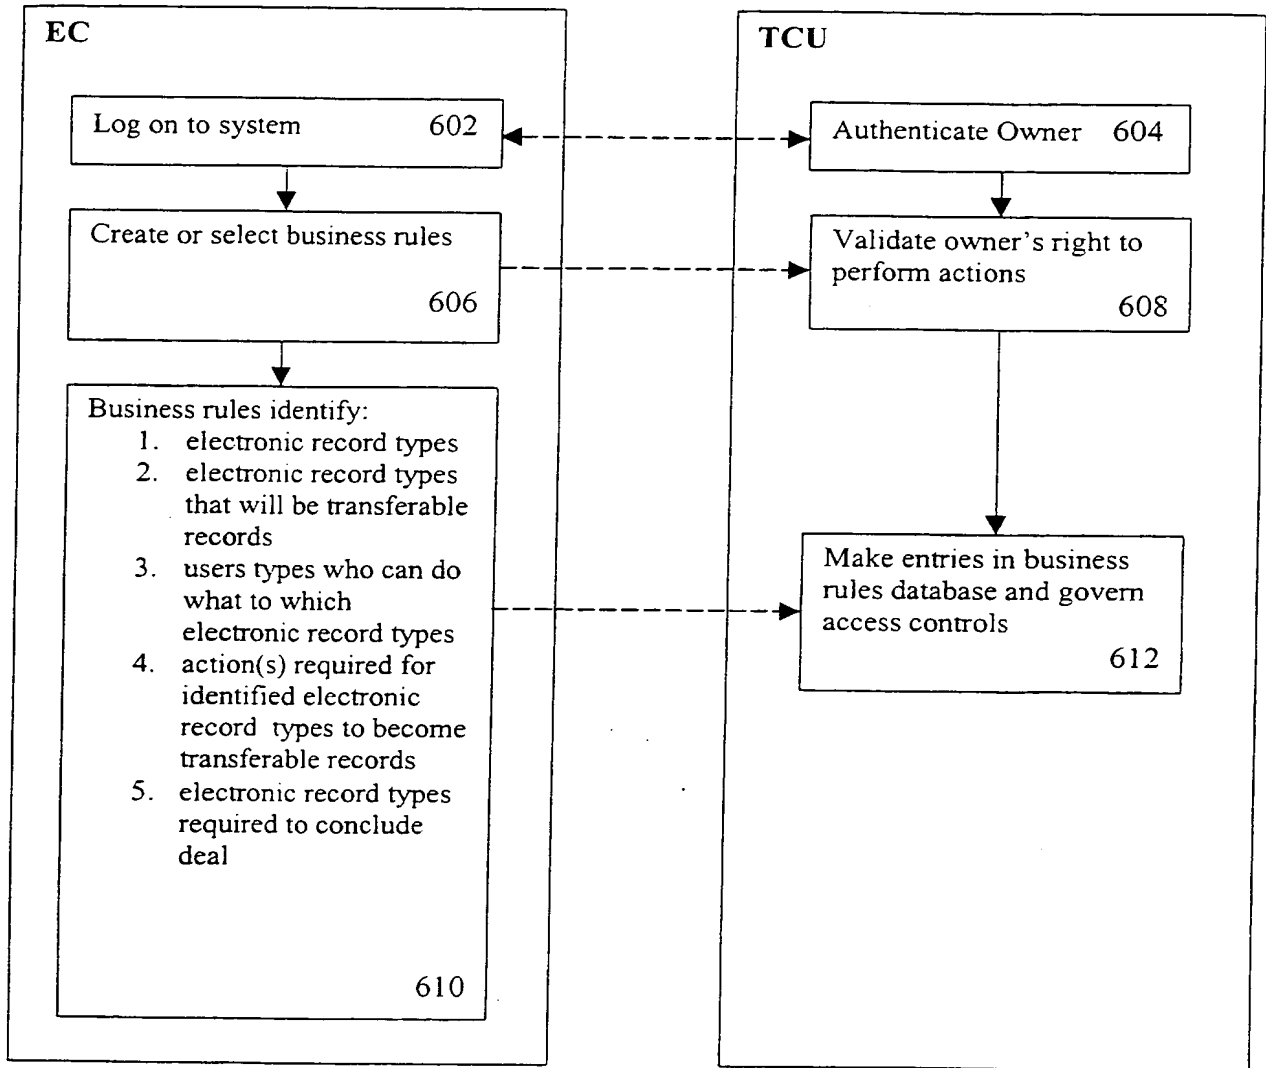 EC
Log on to system 602
Create or select business rules
606
Business rules identify:
1. electronic record types
2. electronic record types
that will be transferable
records
3. users types who can do
what to which
electronic record types
4. action(s) required for
identified electronic
record types to become
transferable records
5. electronic record types
required to conclude
deal
610
TCU
Authenticate Owner 604
Validate owner's right to
perform actions
608
Make entries in business
rules database and govern
access controls
612